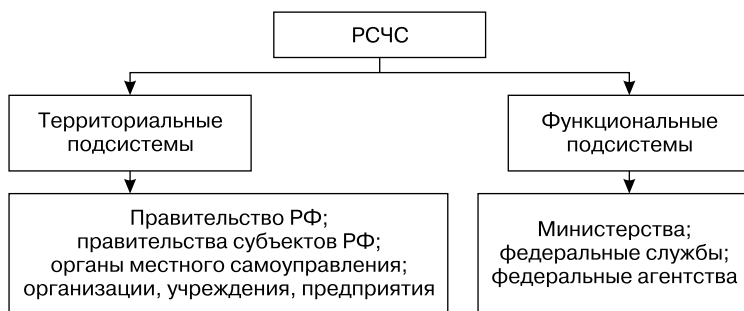 РСЧС
Территориальные
подсистемы
Функциональные
подсистемы
Правительство РФ;
правительства субъектов РФ;
органы местного самоуправления;
организации, учреждения, предприятия
Министерства;
федеральные службы;
федеральные агентства